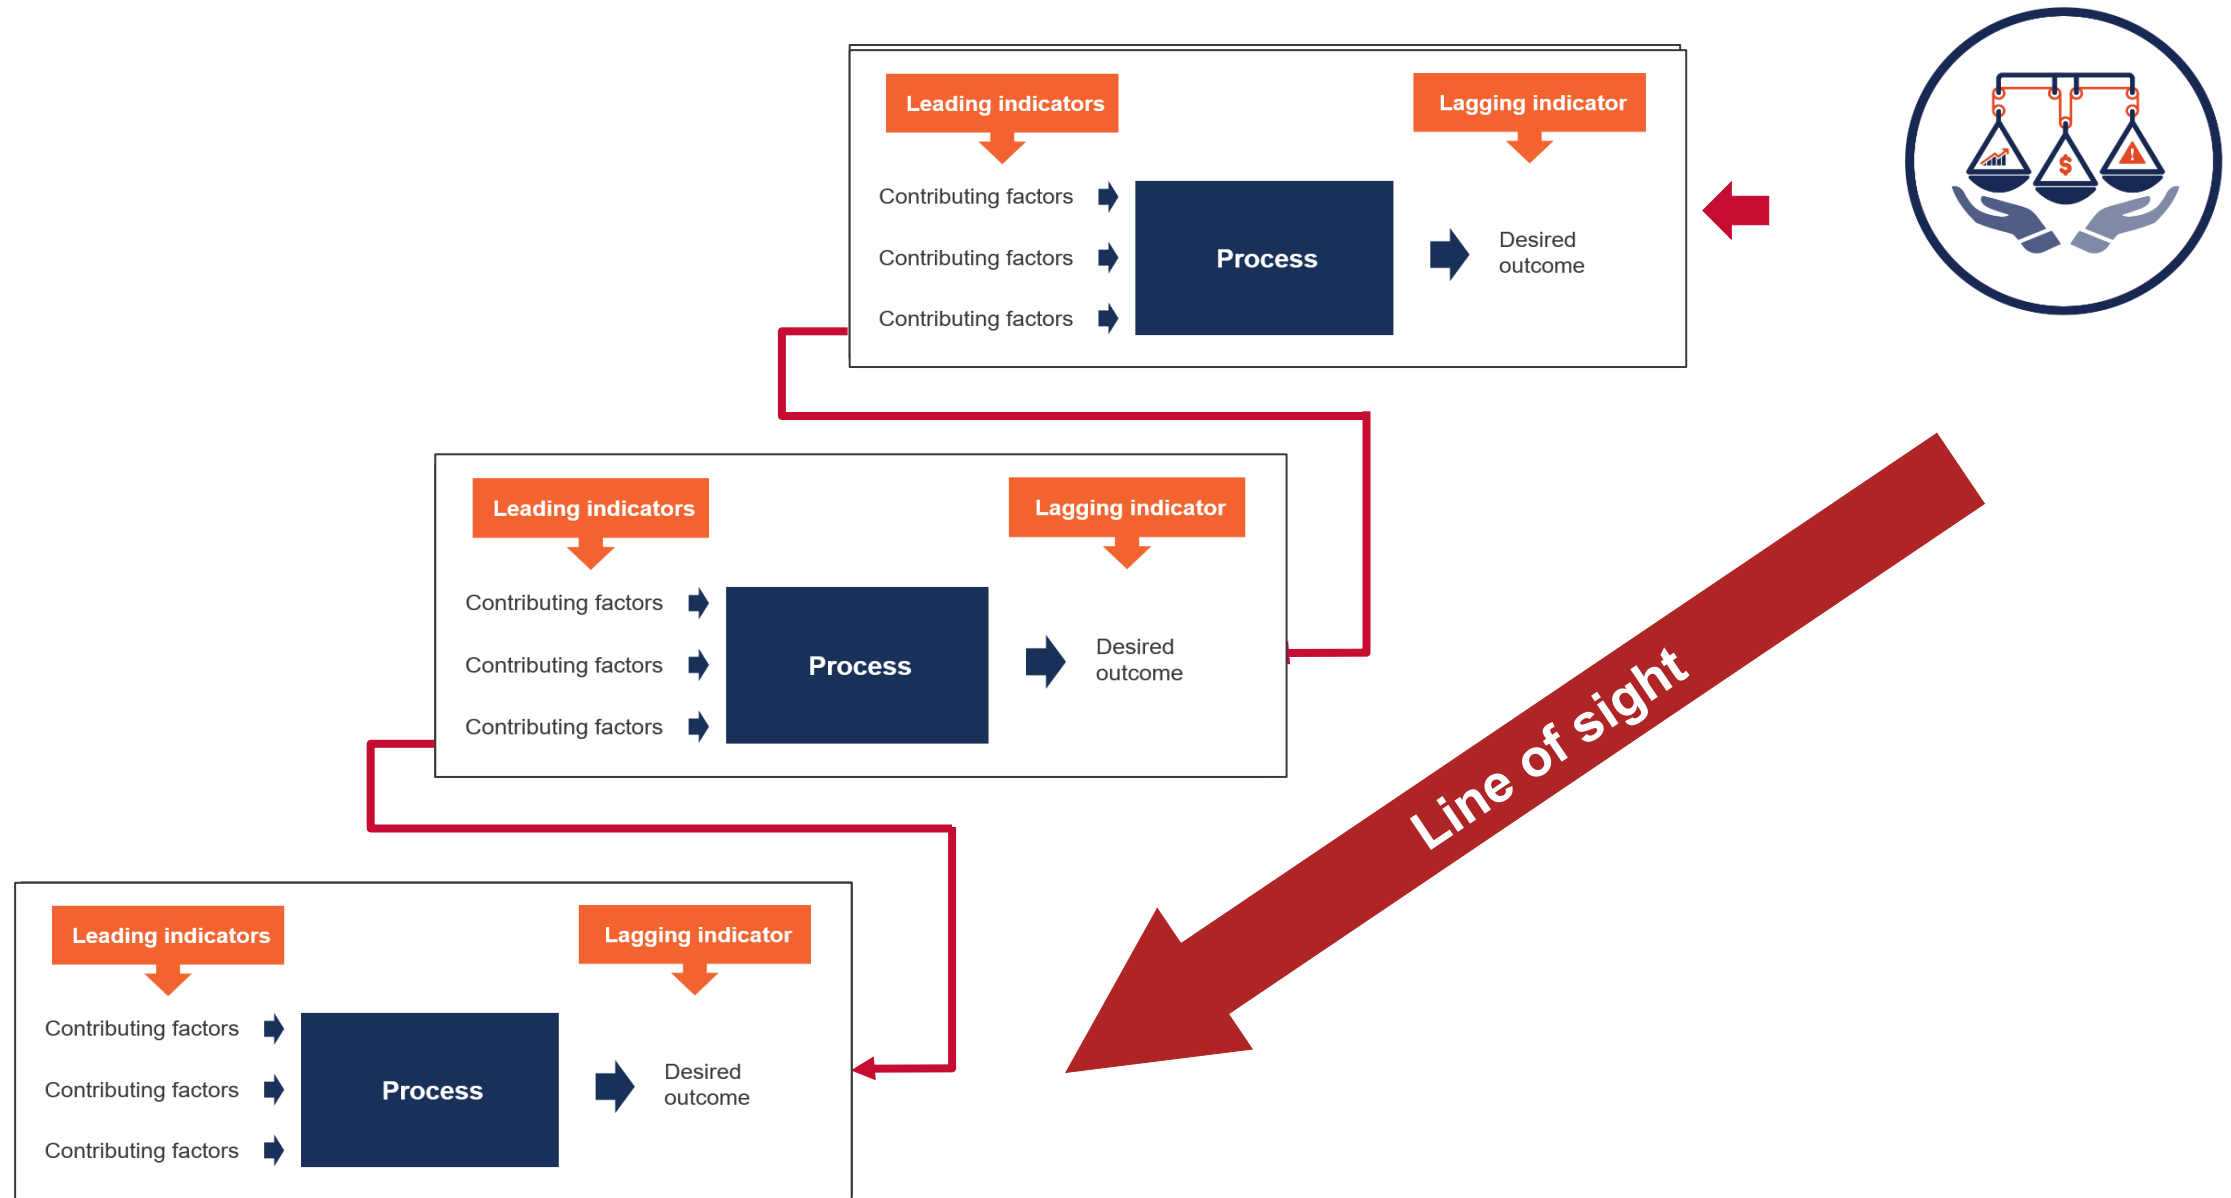 Leading indicators
Lagging indicator
Contributing factors
Contributing factors
Contributing factors
Process
Desired
outcome
$
!
Leading indicators
Lagging indicator
Contributing factors
Contributing factors
Contributing factors
Process
Desired
outcome
Line of sight
Leading indicators
Lagging indicator
Contributing factors
Contributing factors
Contributing factors
Process
Desired
outcome